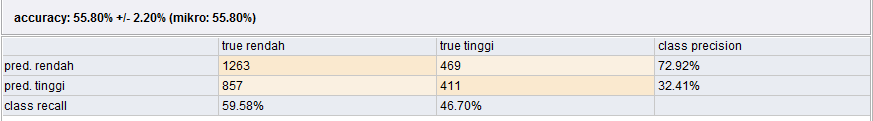 accuracy: 55.80% +/- 2.20% (mikro: 55.80%)
true rendah true tinggi class precision
pred. rendah 1263 469 72.92%
pred. tinggi 857 411 32.41%
class recall 59.58% 46.70%